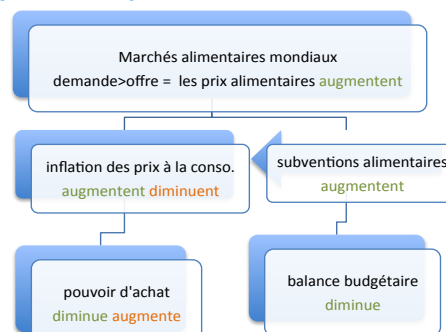 Marchés alimentaires mondiaux
demande>offre = les prix alimentaires augmentent
inflation des prix à la conso.
augmentent diminuent
subventions alimentaires
augmentent
pouvoir d'achat
diminue augmente
balance budgétaire
diminue